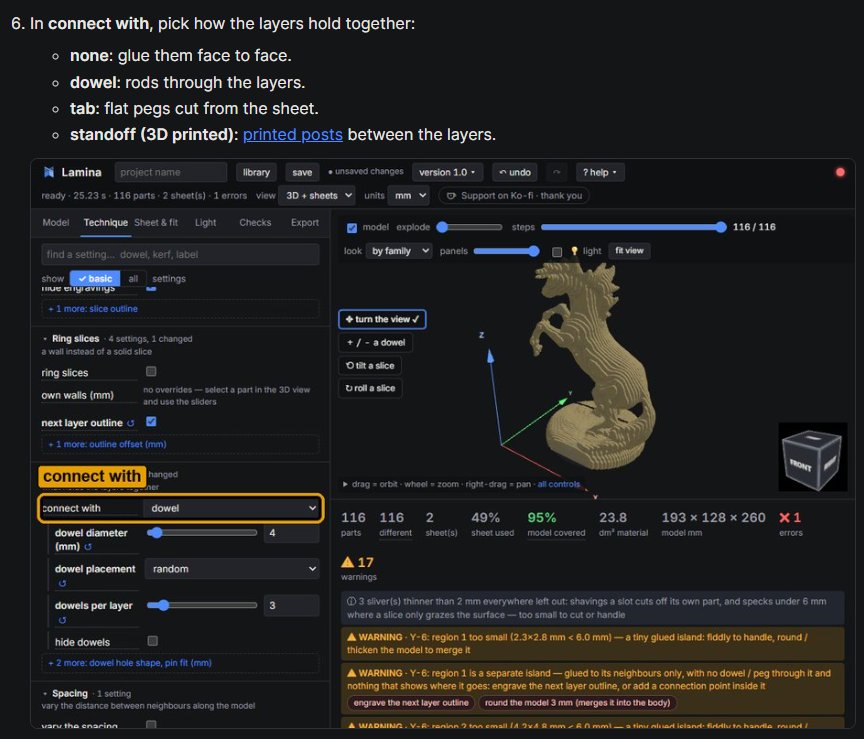 6. In connect with, pick how the layers hold together:
none: glue them face to face.
dowel: rods through the layers.
tab: flat pegs cut from the sheet.
standoff (3D printed): printed posts between the layers.
Lamina project name library save • unsaved changes version 1.0 undo ? help
ready · 25.23 s · 116 parts · 2 sheet(s) · 1 errors view 3D + sheets units mm Support on Ko-fi · thank you
Model Technique Sheet & fit Light Checks Export
find a setting... dowel, kerf, label
show ✓ basic all settings
hide engravings
+ 1 more: slice outline
Ring slices · 4 settings, 1 changed
a wall instead of a solid slice
ring slices
own walls (mm) no overrides — select a part in the 3D view and use the sliders
next layer outline
+ 1 more: outline offset (mm)
connect with hanged
connect with dowel
dowel diameter (mm) 4
dowel placement random
dowels per layer 3
hide dowels
+ 2 more: dowel hole shape, pin fit (mm)
Spacing · 1 setting
vary the distance between neighbours along the model
vary the spacing
model explode steps 116 / 116
look by family panels light fit view
turn the view ✓
+ / - a dowel
tilt a slice
roll a slice
Z
Y
X
FRONT
drag = orbit · wheel = zoom · right-drag = pan · all controls
116 116 2 49% 95% 23.8 193 × 128 × 260 1
parts different sheet(s) sheet used model covered dm² material model mm errors
17
warnings
3 sliver(s) thinner than 2 mm everywhere left out: shavings a slot cuts off its own part, and specks under 6 mm
where a slice only grazes the surface — too small to cut or handle
WARNING · Y-6: region 1 too small (2.3×2.8 mm < 6.0 mm) — a tiny glued island: fiddly to handle, round /
thicken the model to merge it
WARNING · Y-6: region 1 is a separate island — glued to its neighbours only, with no dowel / peg through it and
nothing that shows where it goes: engrave the next layer outline, or add a connection point inside it
engrave the next layer outline round the model 3 mm (merges it into the body)
WARNING · Y-6: region 2 too small (4.2×4.8 mm < 6.0 mm) — a tiny glued island: fiddly to handle, round /